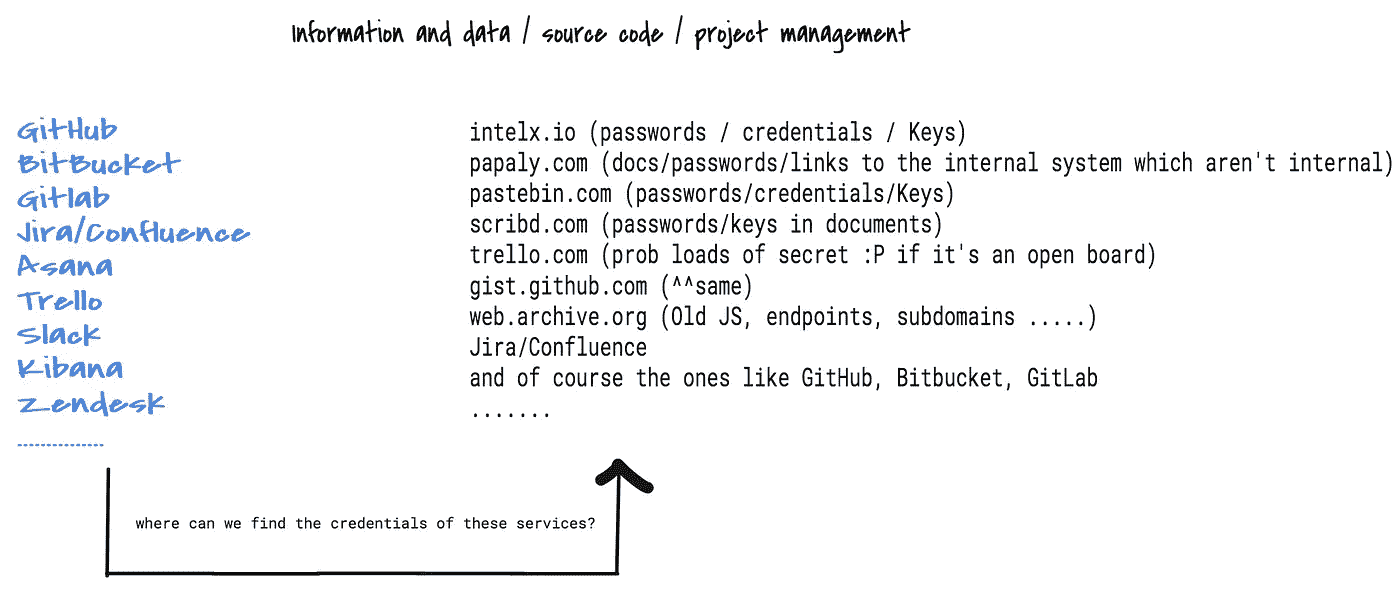 Information and data / source code / project management
GitHub
BitBucket
Gitlab
Jira/Confluence
Asana
Trello
Slack
Kibana
Zendesk
---------------
intelx.io (passwords / credentials / Keys)
papaly.com (docs/passwords/links to the internal system which aren't internal)
pastebin.com (passwords/credentials/Keys)
scribd.com (passwords/keys in documents)
trello.com (prob loads of secret :P if it's an open board)
gist.github.com (^^same)
web.archive.org (Old JS, endpoints, subdomains .....)
Jira/Confluence
and of course the ones like GitHub, Bitbucket, GitLab
.......
where can we find the credentials of these services?